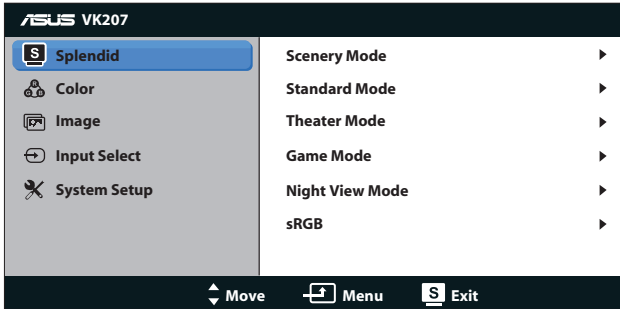 ASUS VK207
S Splendid
Color
Image
Input Select
System Setup
Scenery Mode
Standard Mode
Theater Mode
Game Mode
Night View Mode
sRGB
Move Menu S Exit